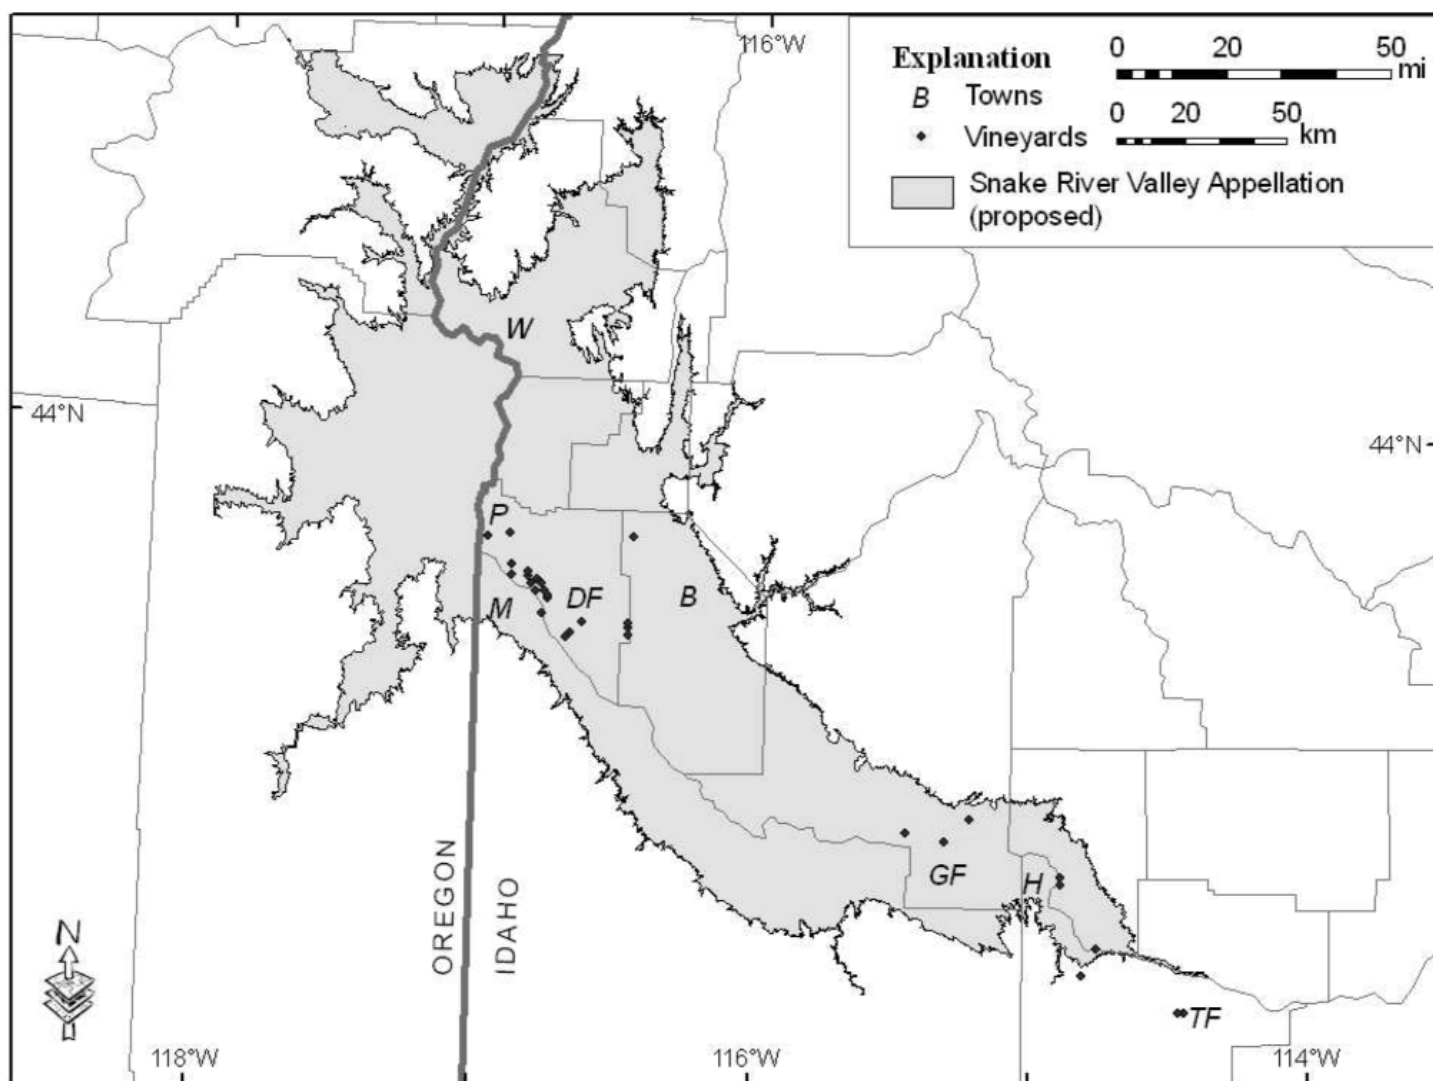 116°W
Explanation
0 20 50
mi
B Towns
0 20 50
km
Vineyards
Snake River Valley Appellation
(proposed)
W
44°N
44°N
P
DF
B
M
GF
H
OREGON
IDAHO
N
TF
118°W
116°W
114°W